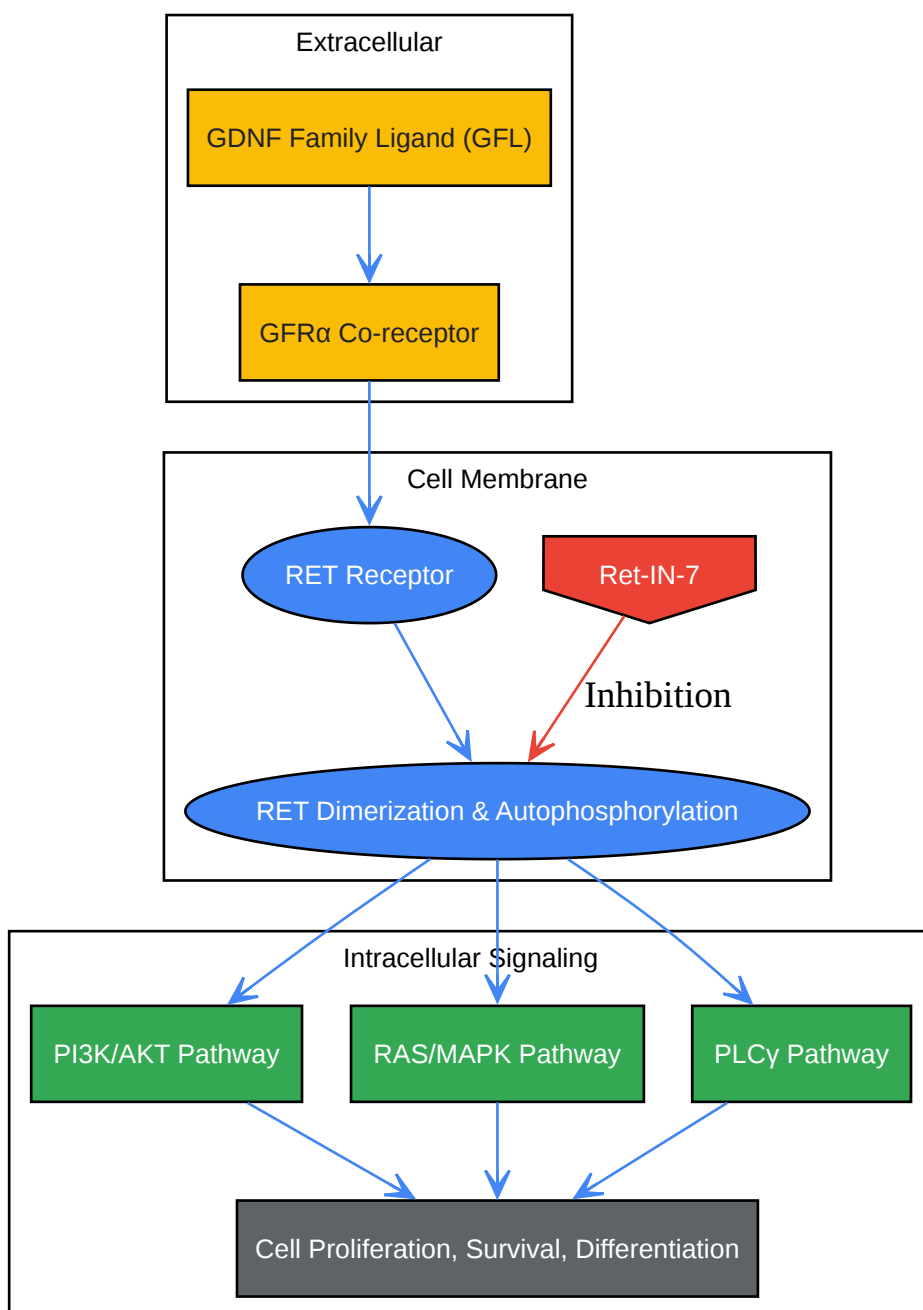 Extracellular
GDNF Family Ligand (GFL)
GFRα Co-receptor
Cell Membrane
RET Receptor
Ret-IN-7
Inhibition
RET Dimerization & Autophosphorylation
Intracellular Signaling
PI3K/AKT Pathway
RAS/MAPK Pathway
PLCγ Pathway
Cell Proliferation, Survival, Differentiation